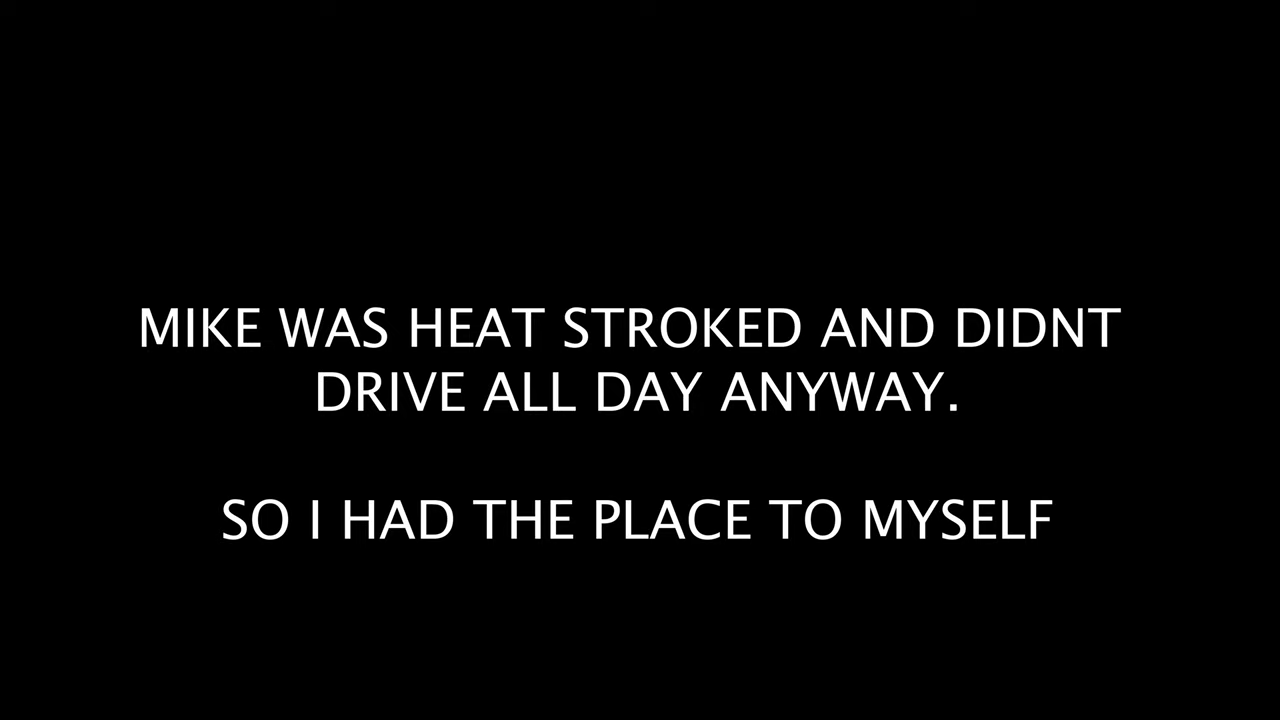 MIKE WAS HEAT STROKED AND DIDNT
DRIVE ALL DAY ANYWAY.
SO I HAD THE PLACE TO MYSELF